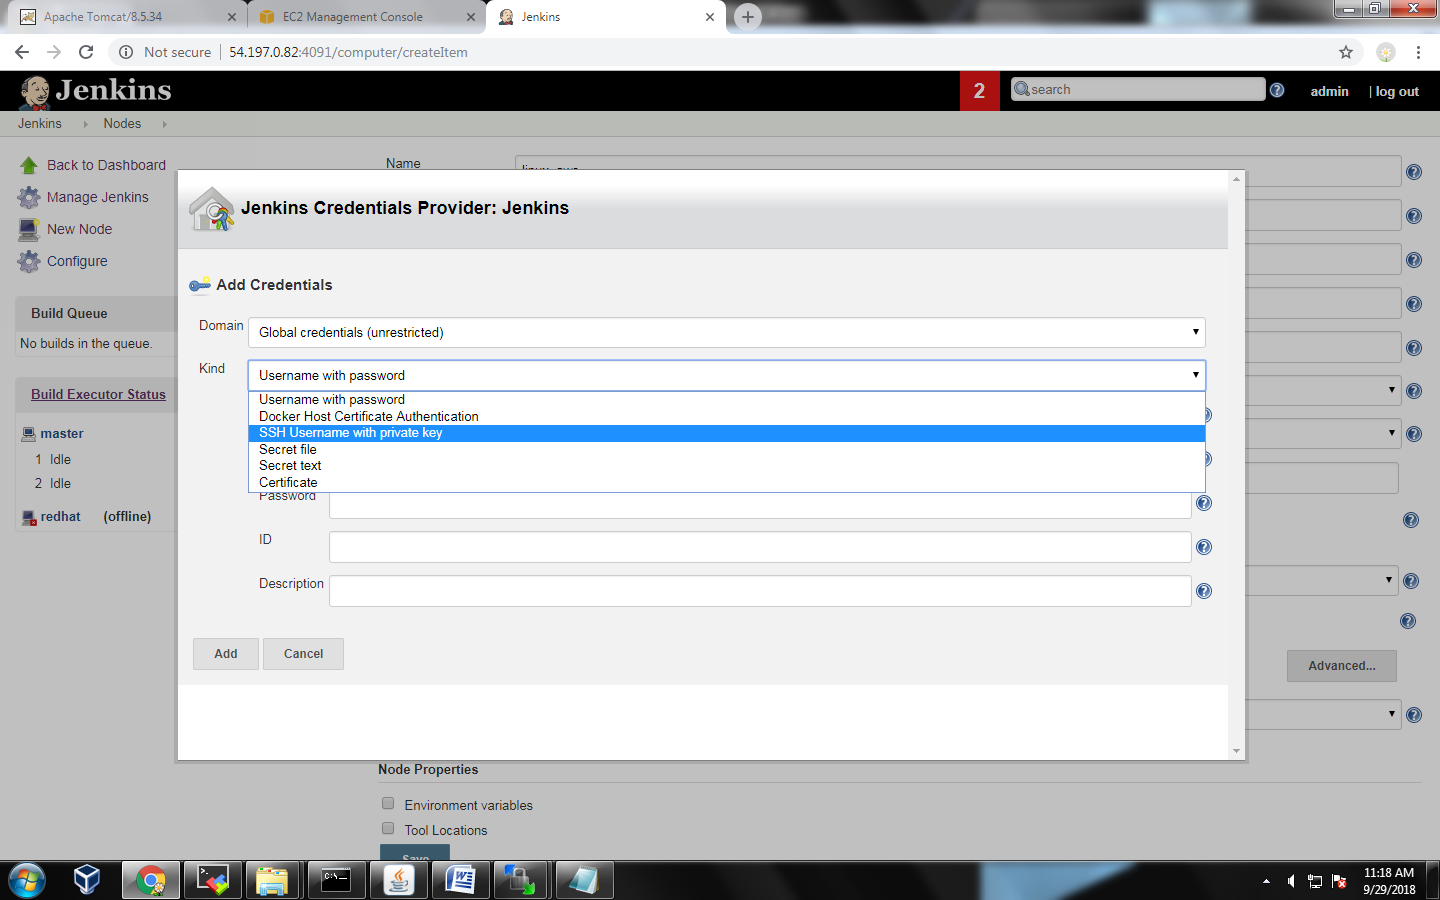 Apache Tomcat/8.5.34
EC2 Management Console
Jenkins
Not secure
54.197.0.82:4091/computer/createItem
Jenkins
2
search
admin
| log out
Jenkins
Nodes
Back to Dashboard
Manage Jenkins
New Node
Configure
Build Queue
No builds in the queue.
Build Executor Status
master
1 Idle
2 Idle
redhat (offline)
Name
Jenkins Credentials Provider: Jenkins
Add Credentials
Domain
Global credentials (unrestricted)
Kind
Username with password
Username with password
Docker Host Certificate Authentication
SSH Username with private key
Secret file
Secret text
Certificate
Password
ID
Description
Add
Cancel
Advanced...
Node Properties
Environment variables
Tool Locations
Save
11:18 AM
9/29/2018